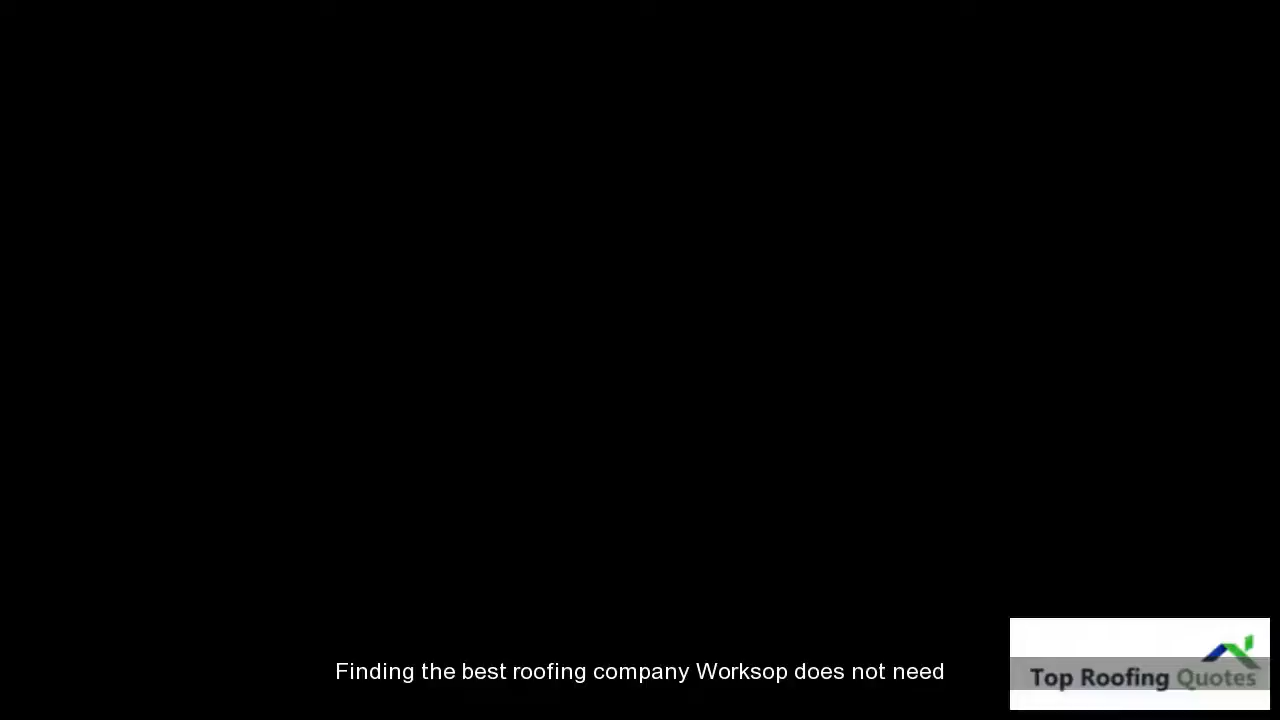 Finding the best roofing company Worksop does not need
Top Roofing Quotes